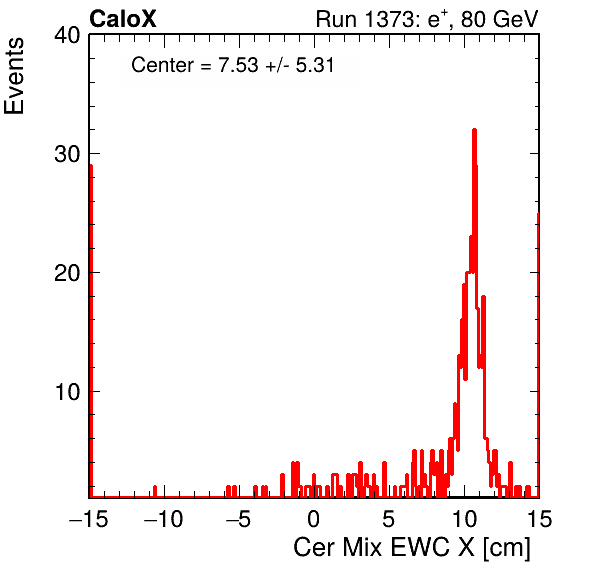 CaloX Run 1373: e⁺, 80 GeV
Events
Center = 7.53 +/- 5.31
40
30
20
10
−15 −10 −5 0 5 10 15
Cer Mix EWC X [cm]